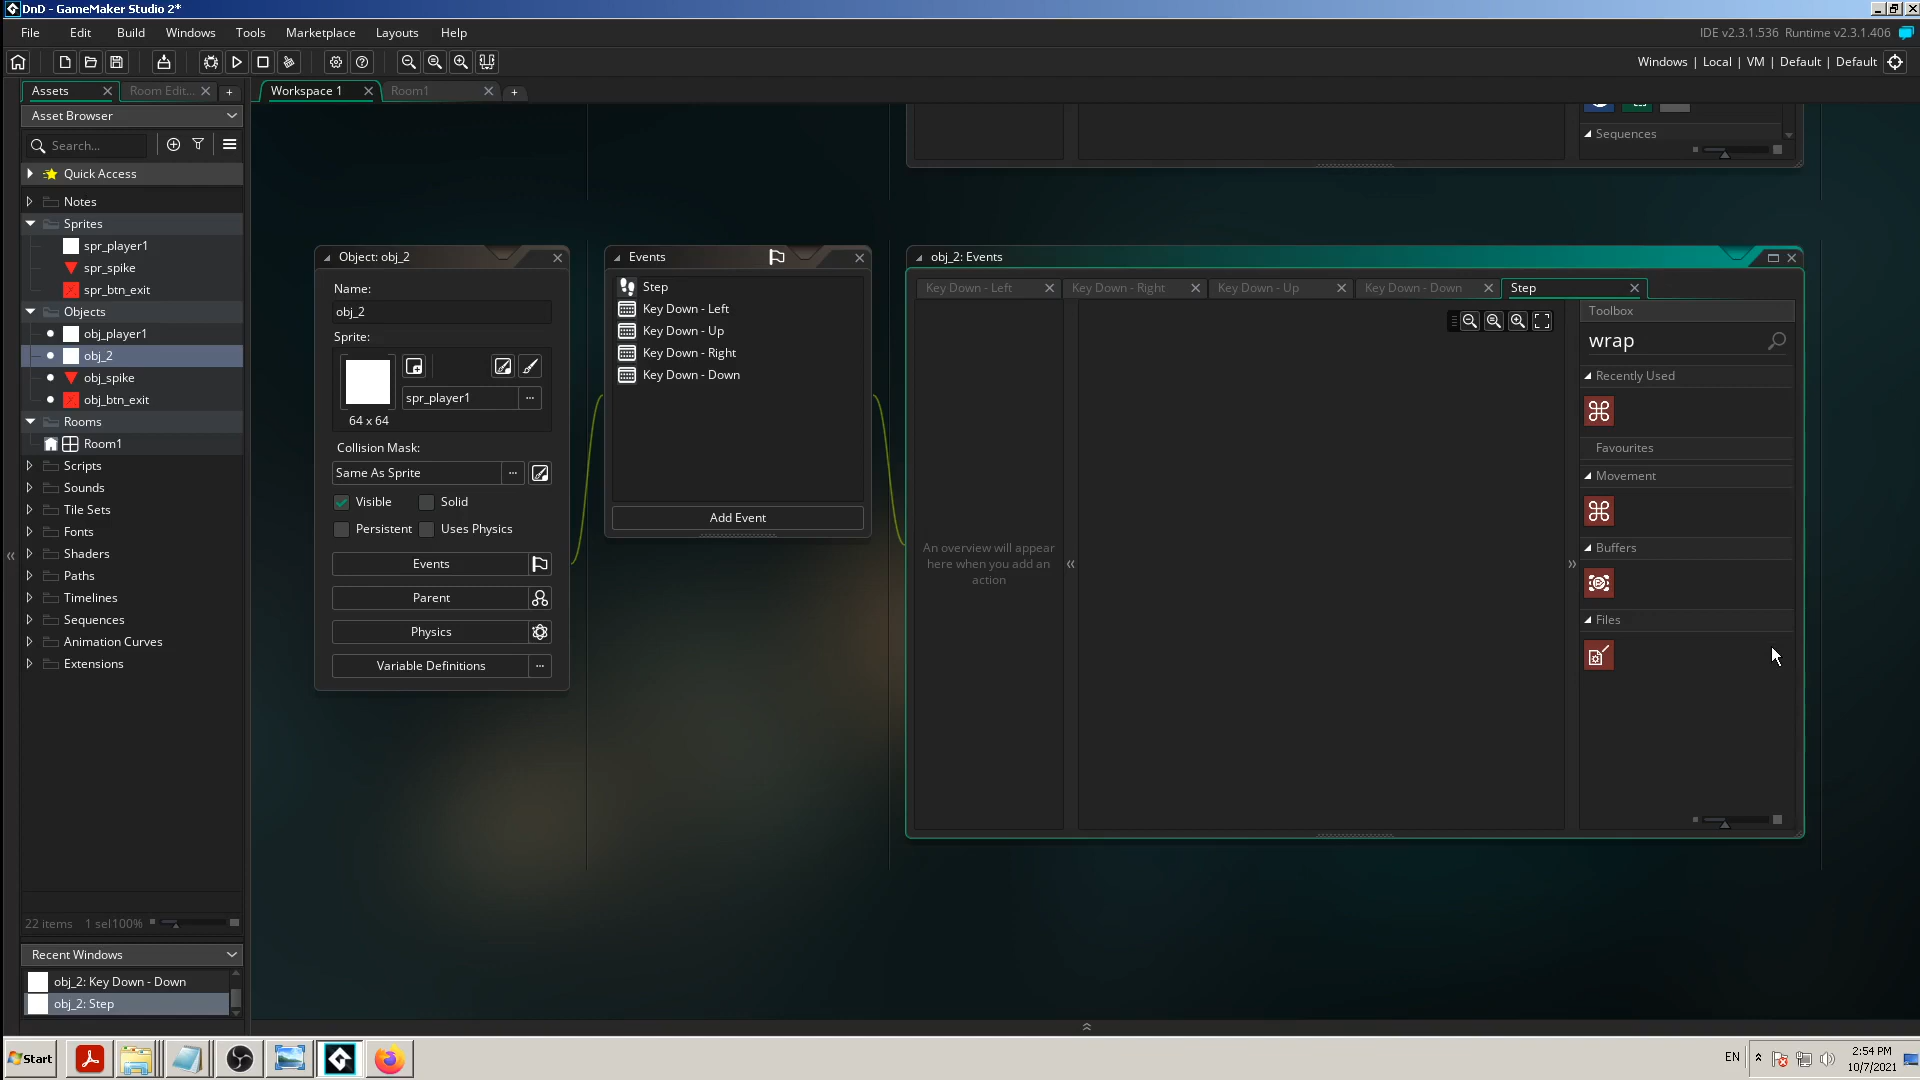 DnD - GameMaker Studio 2*
File Edit Build Windows Tools Marketplace Layouts Help
IDE v2.3.1.536 Runtime v2.3.1.406
Windows | Local | VM | Default | Default
Assets
Room Edit...
Workspace 1
Room1
Asset Browser
Search...
Quick Access
Notes
Sprites
spr_player1
spr_spike
spr_btn_exit
Objects
obj_player1
obj_2
obj_spike
obj_btn_exit
Rooms
Room1
Scripts
Sounds
Tile Sets
Fonts
Shaders
Paths
Timelines
Sequences
Animation Curves
Extensions
22 items 1 sel100%
Recent Windows
obj_2: Key Down - Down
obj_2: Step
Object: obj_2
Name:
obj_2
Sprite:
spr_player1
64 x 64
Collision Mask:
Same As Sprite
Visible
Solid
Persistent
Uses Physics
Events
Parent
Physics
Variable Definitions
Events
Step
Key Down - Left
Key Down - Up
Key Down - Right
Key Down - Down
Add Event
Sequences
obj_2: Events
Key Down - Left
Key Down - Right
Key Down - Up
Key Down - Down
Step
An overview will appear
here when you add an
action
Toolbox
wrap
Recently Used
Favourites
Movement
Buffers
Files
Start
EN
2:54 PM
10/7/2021